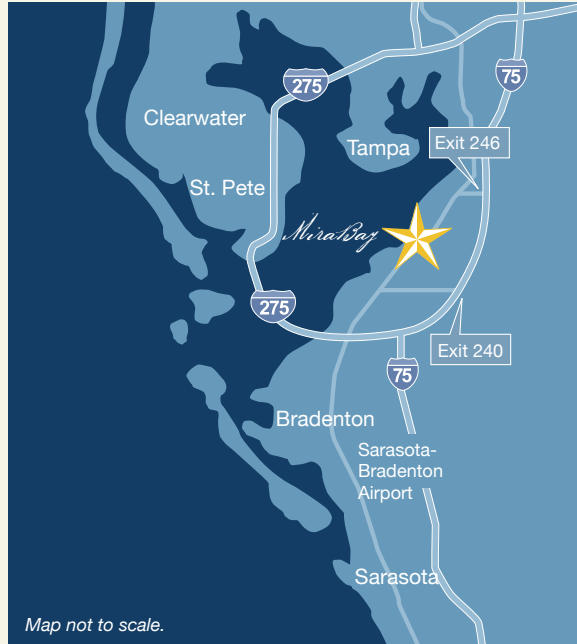 75
275
Clearwater
Tampa
Exit 246
St. Pete
MiraBay
275
Exit 240
75
Bradenton
Sarasota-
Bradenton
Airport
Sarasota
Map not to scale.